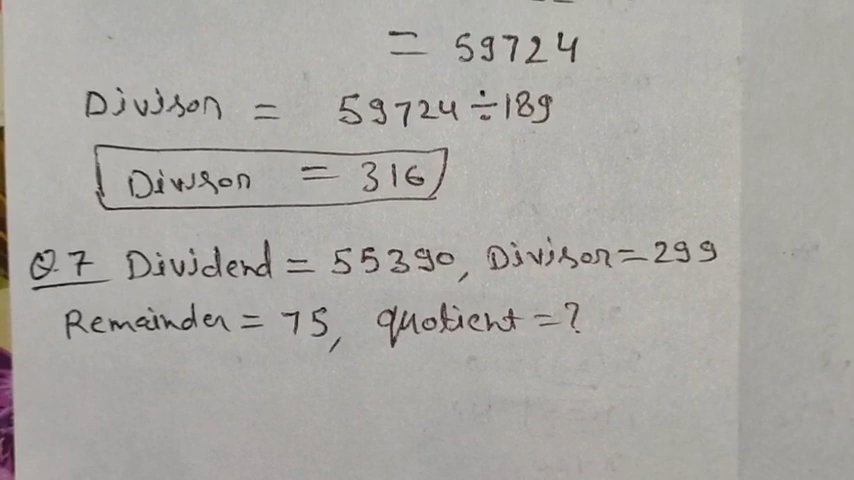 = 59724
Divison = 59724 ÷ 189
Divison = 316
Q.7 Dividend = 55390, Divisor = 299
Remainder = 75, quotient = ?